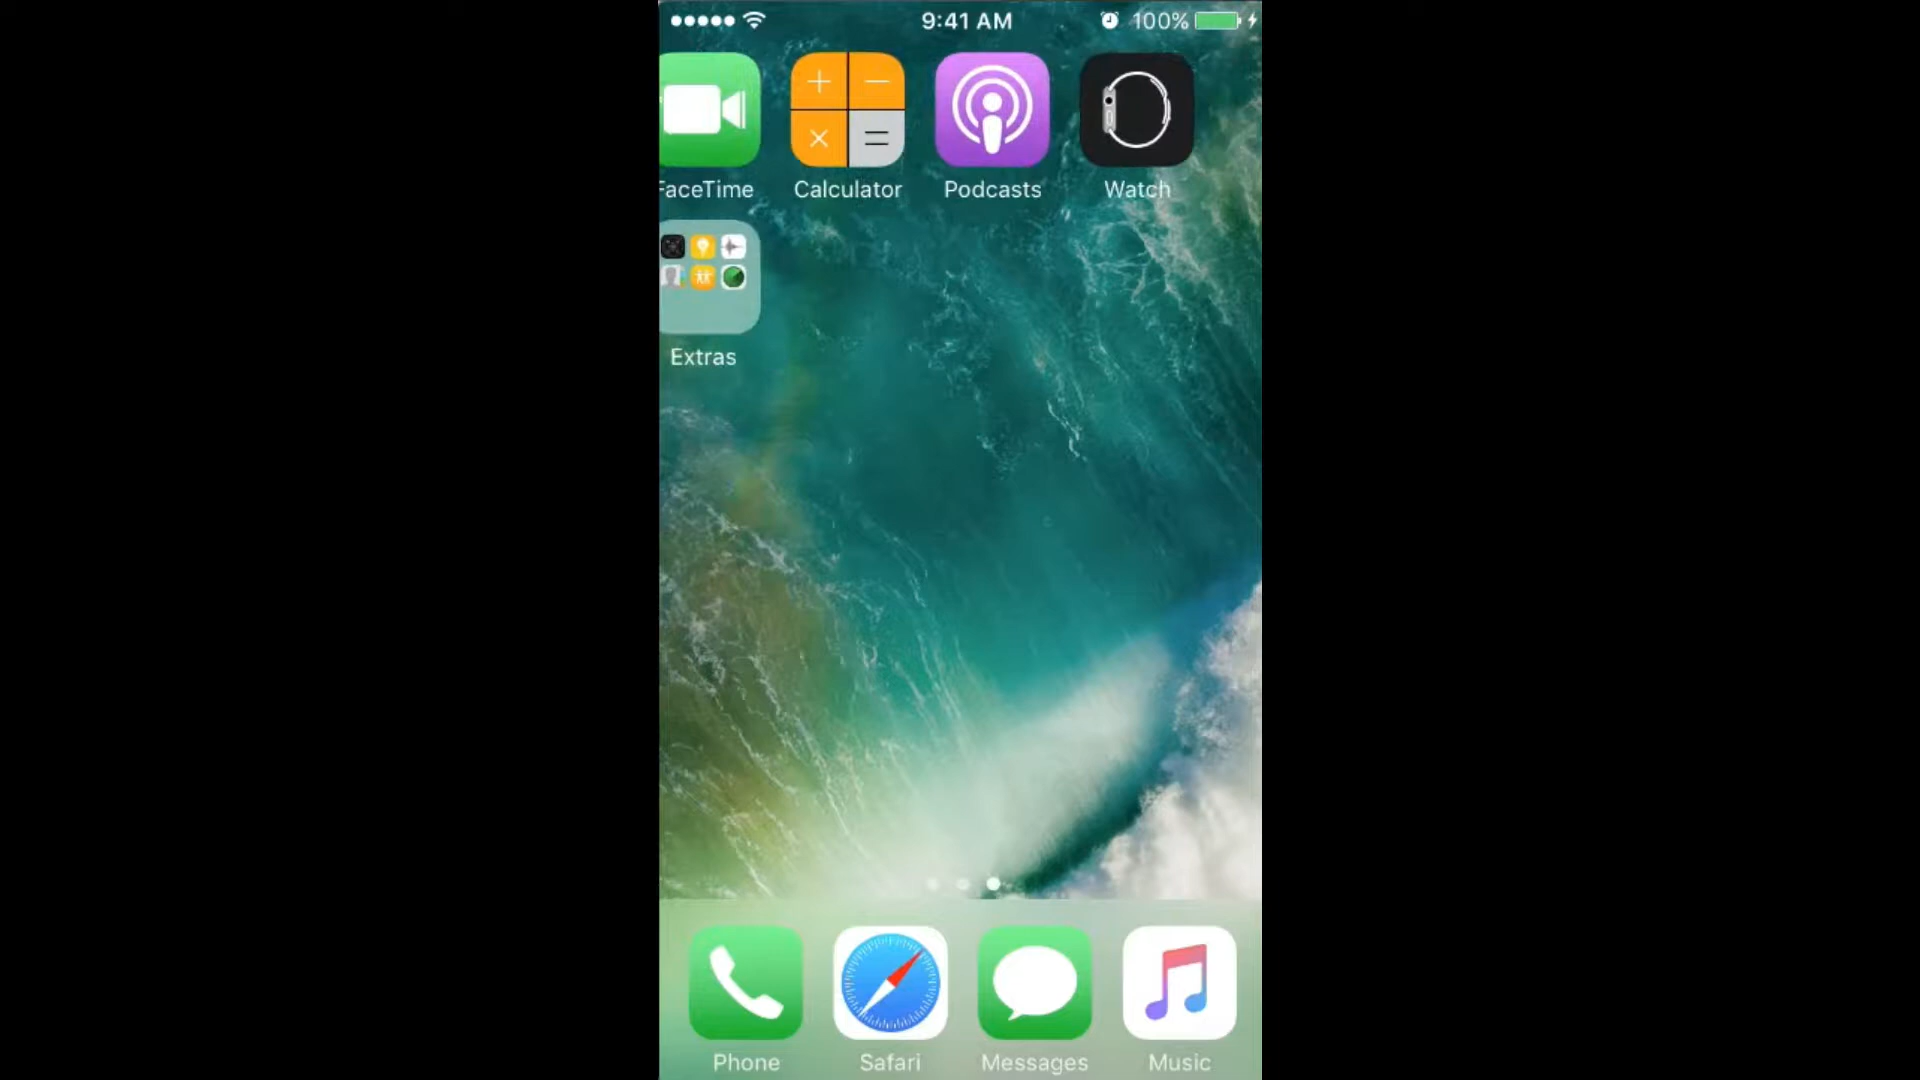 9:41 AM
100%
FaceTime
Calculator
Podcasts
Watch
Extras
Phone
Safari
Messages
Music